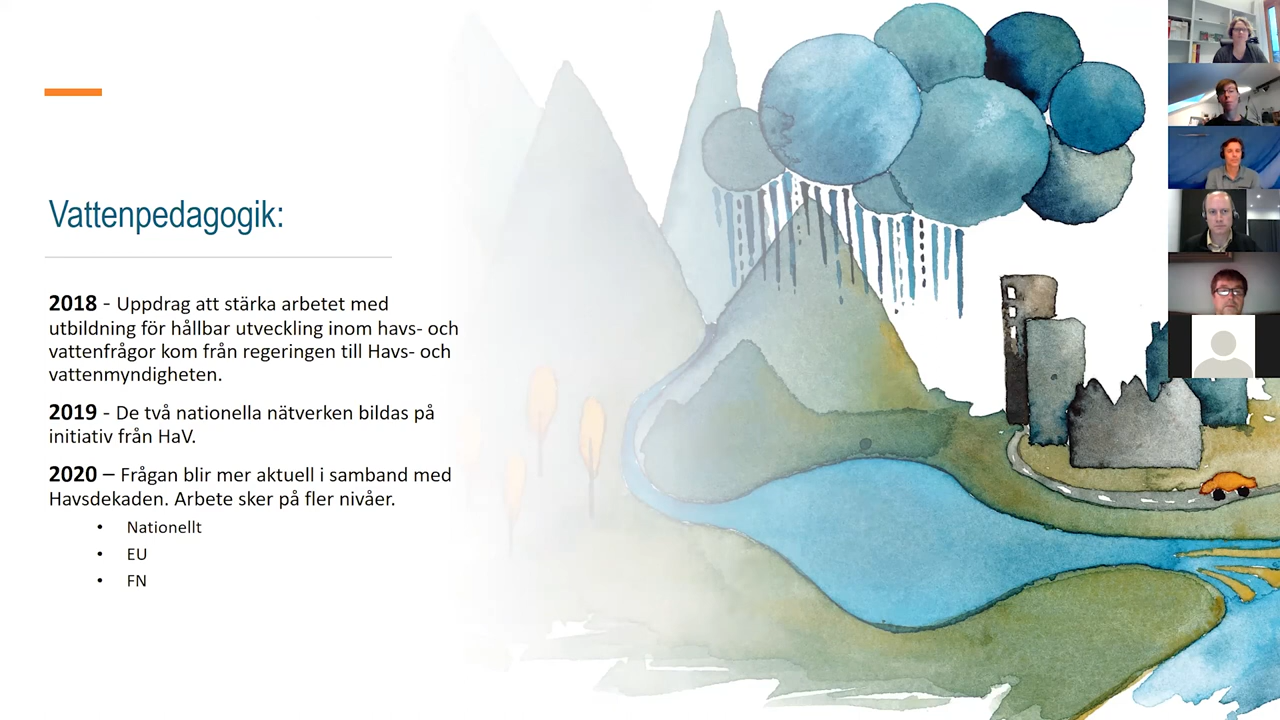 Vattenpedagogik:
2018 - Uppdrag att stärka arbetet med
utbildning för hållbar utveckling inom havs- och
vattenfrågor kom från regeringen till Havs- och
vattenmyndigheten.
2019 - De två nationella nätverken bildas på
initiativ från HaV.
2020 – Frågan blir mer aktuell i samband med
Havsdekaden. Arbete sker på fler nivåer.
• Nationellt
• EU
• FN